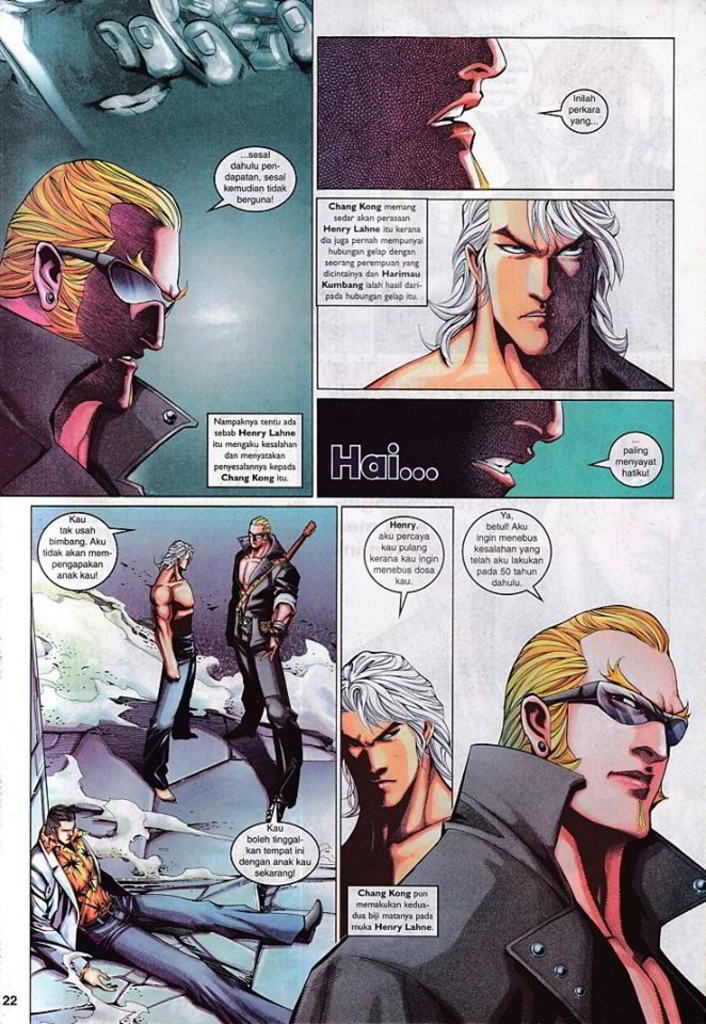 ...sesal
dahulu pen-
dapatan, sesal
kemudian tidak
berguna!
Nampaknya tentu ada
sebab Henry Lahne
itu mengaku kesalahan
dan menyatakan
penyesalannya kepada
Chang Kong itu.
Inilah
perkara
yang...
Chang Kong memang
sedar akan perasaan
Henry Lahne itu kerana
dia juga pernah mempunyai
hubungan gelap dengan
seorang perempuan yang
dicintainya dan Harimau
Kumbang ialah hasil dari-
pada hubungan gelap itu.
Hai...
...
paling
menyayat
hatiku!
Kau
tak usah
bimbang. Aku
tidak akan mem-
pengapakan
anak kau!
Kau
boleh tinggal-
kan tempat ini
dengan anak kau
sekarang!
Henry,
aku percaya
kau pulang
kerana kau ingin
menebus dosa
kau.
Ya,
betul! Aku
ingin menebus
kesalahan yang
telah aku lakukan
pada 50 tahun
dahulu.
Chang Kong pun
memakukan kedua-
dua biji matanya pada
muka Henry Lahne.
22